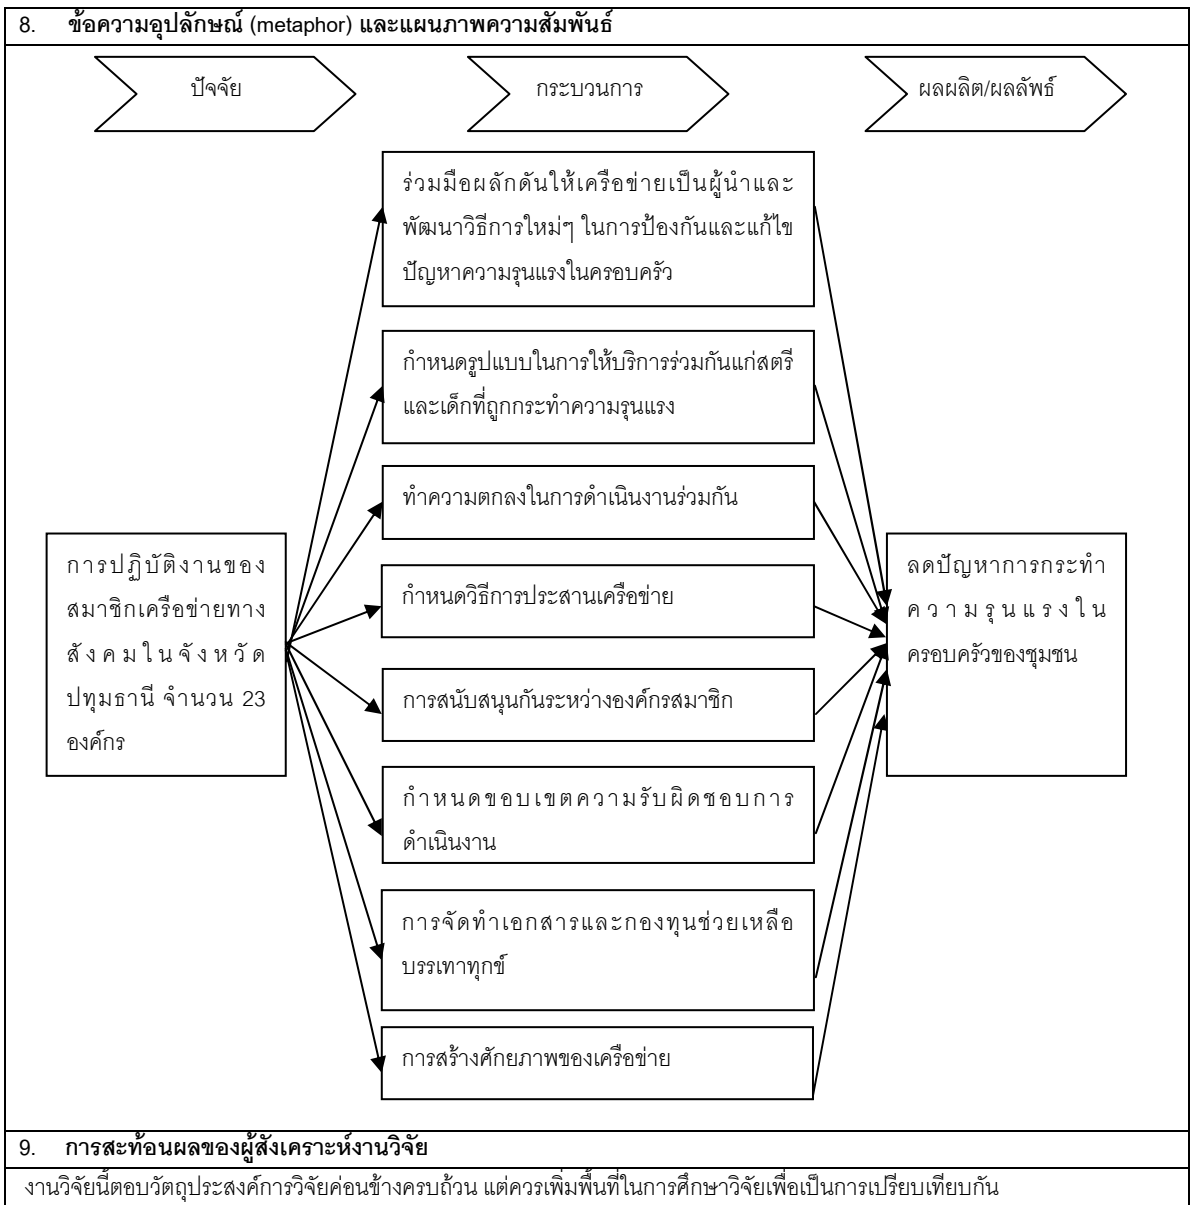 8. ข้อความอุปลักษณ์ (metaphor) และแผนภาพความสัมพันธ์
ปัจจัย
กระบวนการ
ผลผลิต/ผลลัพธ์
ร่วมมือผลักดันให้เครือข่ายเป็นผู้นำและ
พัฒนาวิธีการใหม่ๆ ในการป้องกันและแก้ไข
ปัญหาความรุนแรงในครอบครัว
กำหนดรูปแบบในการให้บริการร่วมกันแก่สตรี
และเด็กที่ถูกกระทำความรุนแรง
ทำความตกลงในการดำเนินงานร่วมกัน
กำหนดวิธีการประสานเครือข่าย
การสนับสนุนกันระหว่างองค์กรสมาชิก
กำหนดขอบเขตความรับผิดชอบการ
ดำเนินงาน
การจัดทำเอกสารและกองทุนช่วยเหลือ
บรรเทาทุกข์
การสร้างศักยภาพของเครือข่าย
การปฏิบัติงานของ
สมาชิกเครือข่ายทาง
สังคมในจังหวัด
ปทุมธานี จำนวน 23
องค์กร
ลดปัญหาการกระทำ
ความรุนแรงใน
ครอบครัวของชุมชน
9. การสะท้อนผลของผู้สังเคราะห์งานวิจัย
งานวิจัยนี้ตอบวัตถุประสงค์การวิจัยค่อนข้างครบถ้วน แต่ควรเพิ่มพื้นที่ในการศึกษาวิจัยเพื่อเป็นการเปรียบเทียบกัน